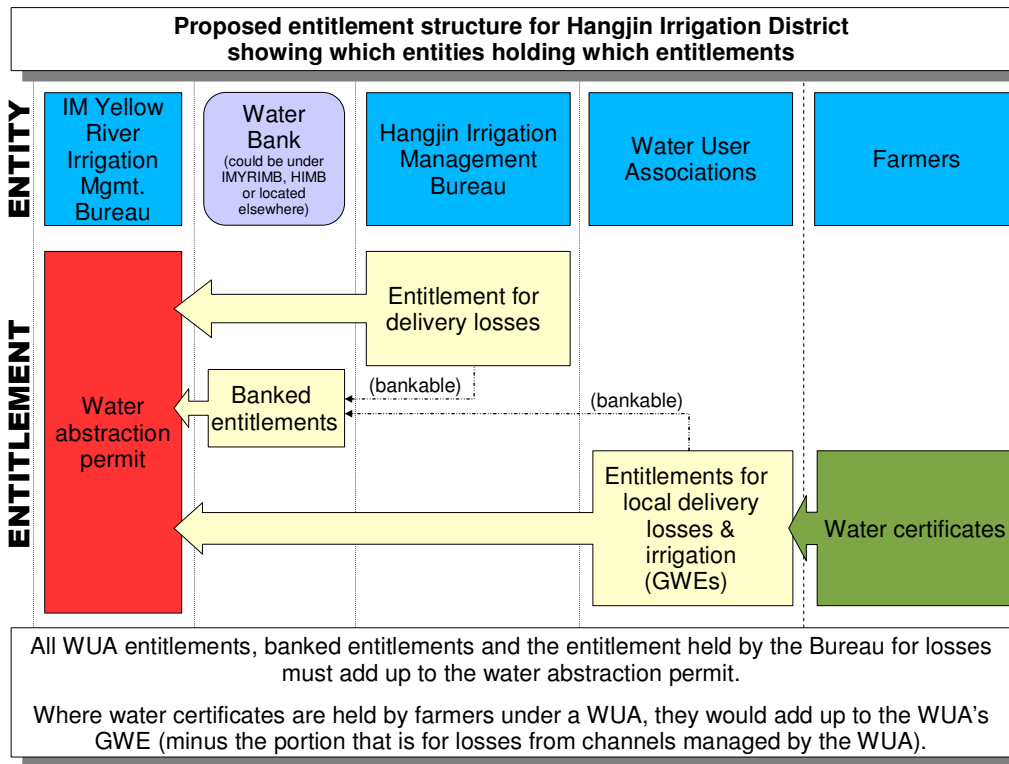 Proposed entitlement structure for Hangjin Irrigation District
showing which entities holding which entitlements
ENTITY
IM Yellow
River
Irrigation
Mgmt.
Bureau
Water
Bank
(could be under
IMYRIMB, HIMB
or located
elsewhere)
Hangjin Irrigation
Management
Bureau
Water User
Associations
Farmers
ENTITLEMENT
Water
abstraction
permit
Entitlement for
delivery losses
(bankable)
Banked
entitlements
(bankable)
Entitlements for
local delivery
losses &
irrigation
(GWEs)
Water certificates
All WUA entitlements, banked entitlements and the entitlement held by the Bureau for losses
must add up to the water abstraction permit.
Where water certificates are held by farmers under a WUA, they would add up to the WUA's
GWE (minus the portion that is for losses from channels managed by the WUA).